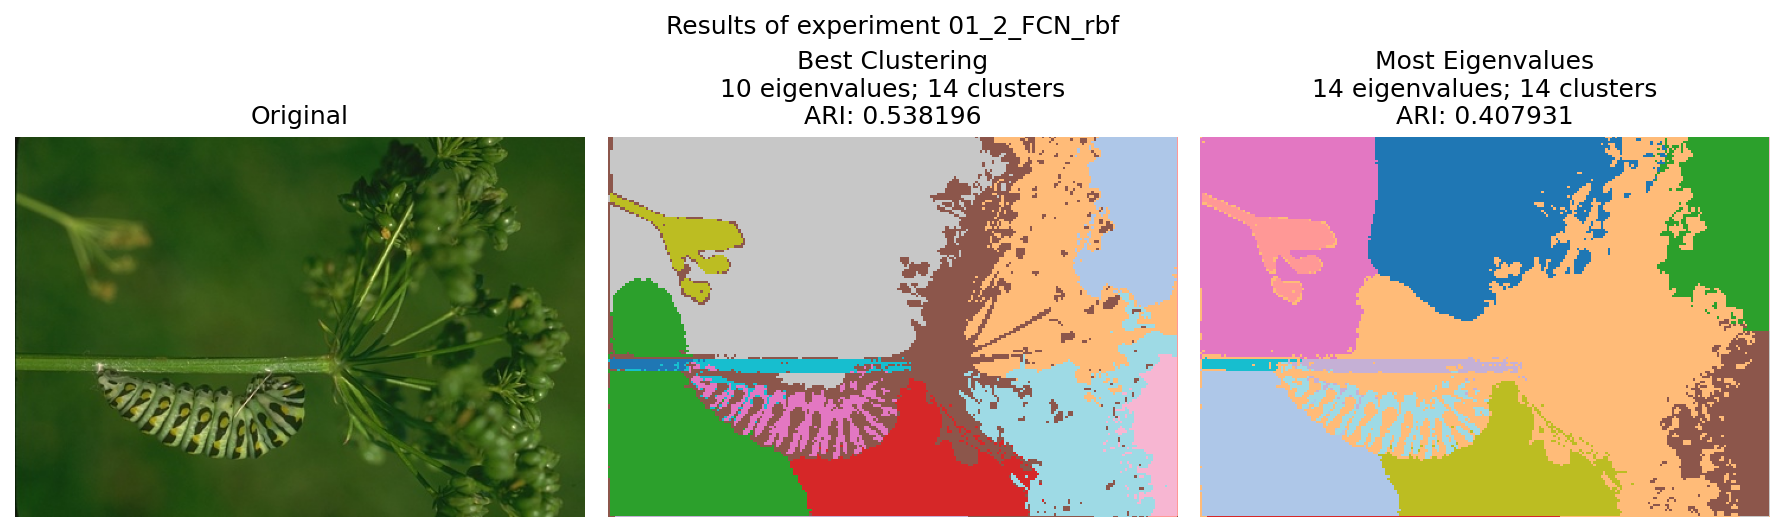 Results of experiment 01_2_FCN_rbf
Original
Best Clustering
10 eigenvalues; 14 clusters
ARI: 0.538196
Most Eigenvalues
14 eigenvalues; 14 clusters
ARI: 0.407931